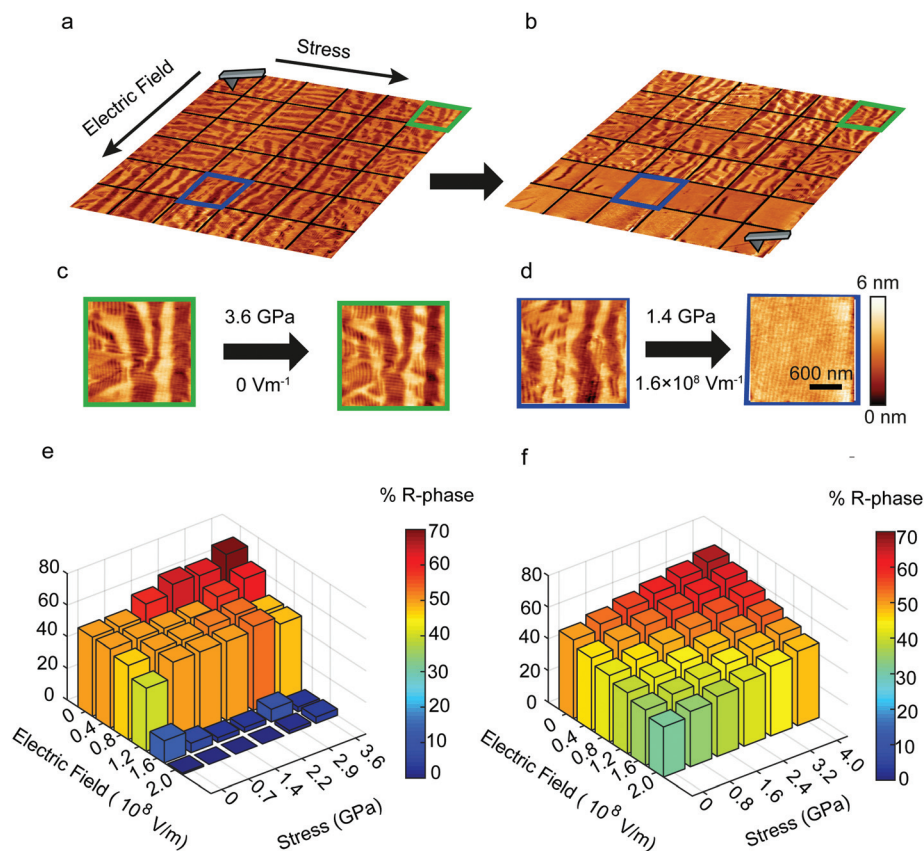 a
b
Stress
Electric Field
c
d
3.6 GPa
0 Vm⁻¹
1.4 GPa
1.6×10⁸ Vm⁻¹
6 nm
600 nm
0 nm
e
f
% R-phase
70
60
50
40
30
20
10
0
80
60
40
20
0
0
0.4
0.8
1.2
1.6
2.0
Electric Field ( 10⁸ V/m)
0
0.7
1.4
2.2
2.9
3.6
Stress (GPa)
% R-phase
70
60
50
40
30
20
10
0
80
60
40
20
0
0
0.4
0.8
1.2
1.6
2.0
Electric Field ( 10⁸ V/m)
0
0.8
1.6
2.4
3.2
4.0
Stress (GPa)